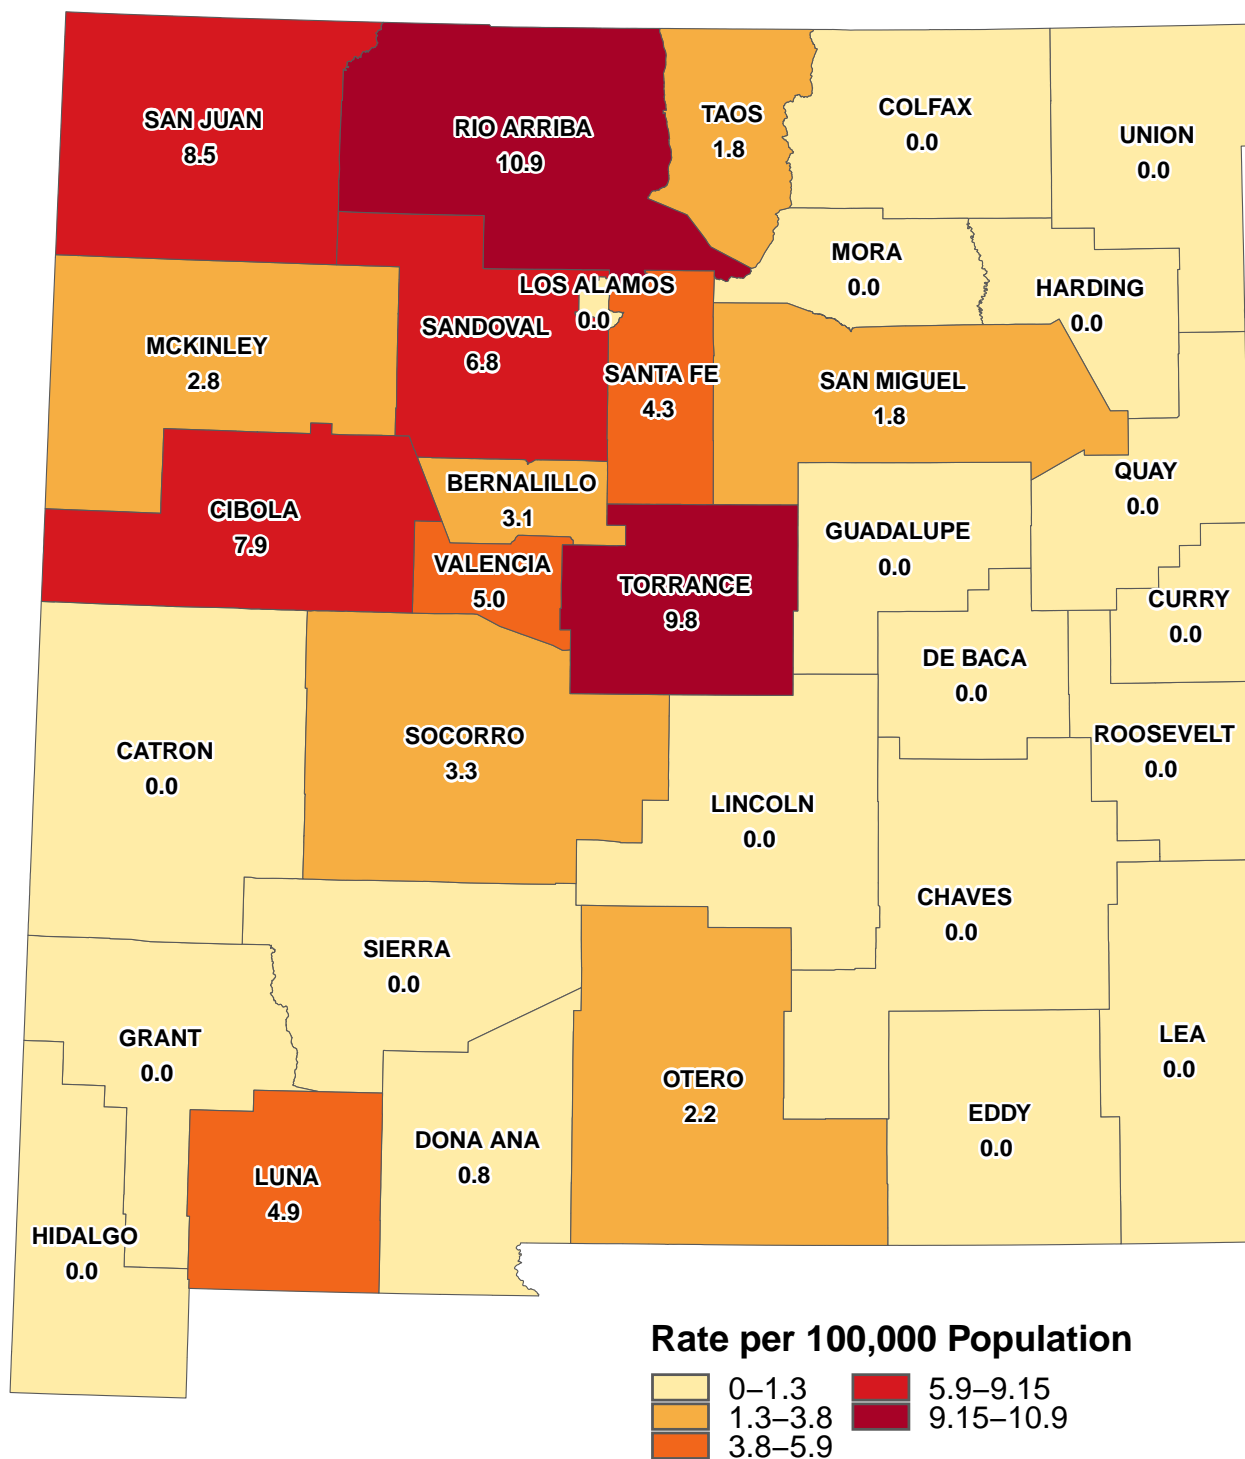 SAN JUAN
8.5
RIO ARRIBA
10.9
TAOS
1.8
COLFAX
0.0
UNION
0.0
MORA
0.0
HARDING
0.0
LOS ALAMOS
0.0
SANDOVAL
6.8
MCKINLEY
2.8
SANTA FE
4.3
SAN MIGUEL
1.8
QUAY
0.0
BERNALILLO
3.1
CIBOLA
7.9
GUADALUPE
0.0
VALENCIA
5.0
TORRANCE
9.8
CURRY
0.0
DE BACA
0.0
ROOSEVELT
0.0
CATRON
0.0
SOCORRO
3.3
LINCOLN
0.0
CHAVES
0.0
SIERRA
0.0
GRANT
0.0
LEA
0.0
OTERO
2.2
EDDY
0.0
DONA ANA
0.8
LUNA
4.9
HIDALGO
0.0
Rate per 100,000 Population
0–1.3
1.3–3.8
3.8–5.9
5.9–9.15
9.15–10.9